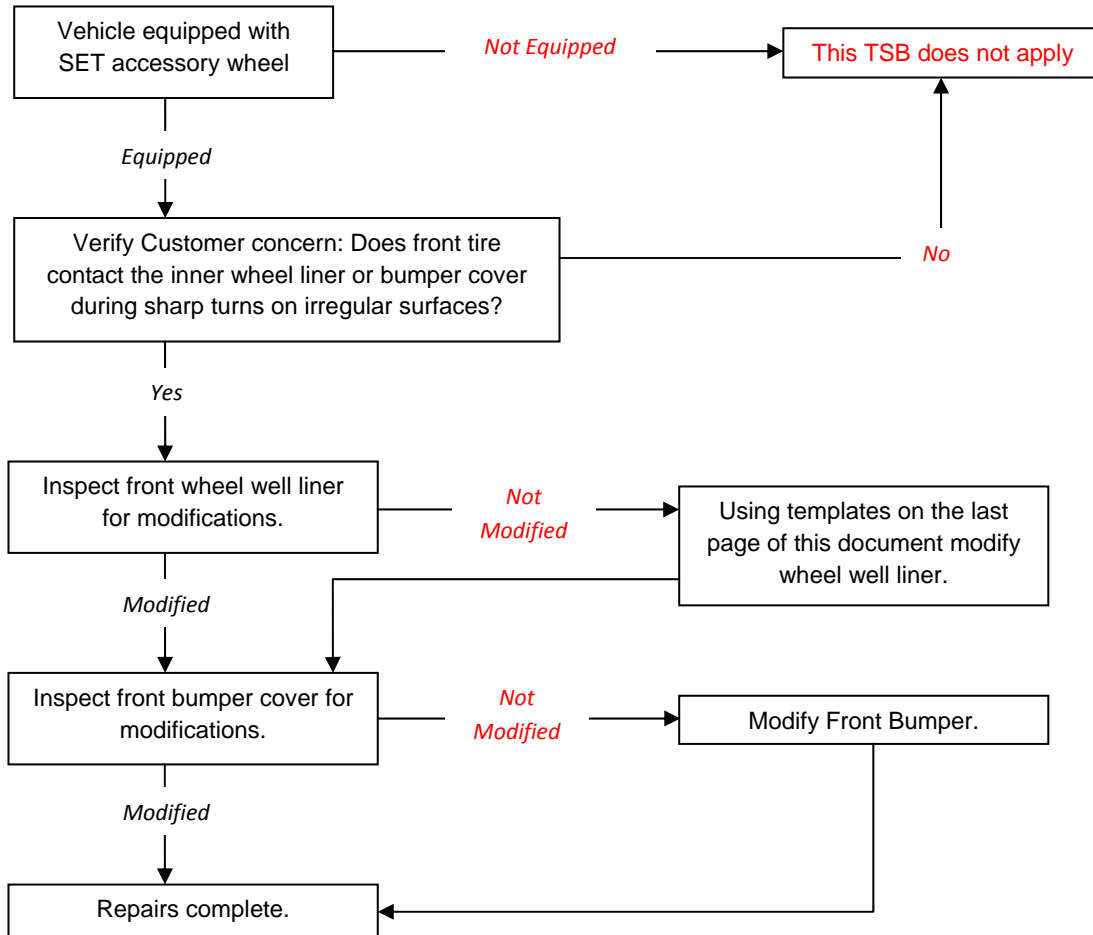 Vehicle equipped with
SET accessory wheel
Not Equipped
This TSB does not apply
Equipped
Verify Customer concern: Does front tire
contact the inner wheel liner or bumper cover
during sharp turns on irregular surfaces?
No
Yes
Inspect front wheel well liner
for modifications.
Not
Modified
Using templates on the last
page of this document modify
wheel well liner.
Modified
Inspect front bumper cover for
modifications.
Not
Modified
Modify Front Bumper.
Modified
Repairs complete.